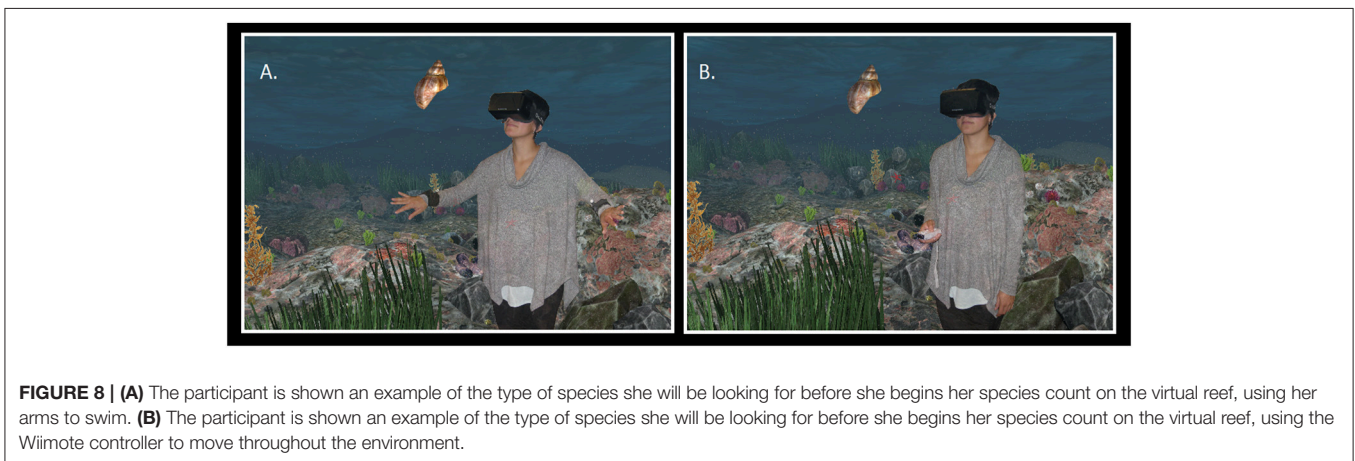 A.
B.
FIGURE 8 | (A) The participant is shown an example of the type of species she will be looking for before she begins her species count on the virtual reef, using her
arms to swim. (B) The participant is shown an example of the type of species she will be looking for before she begins her species count on the virtual reef, using the
Wiimote controller to move throughout the environment.